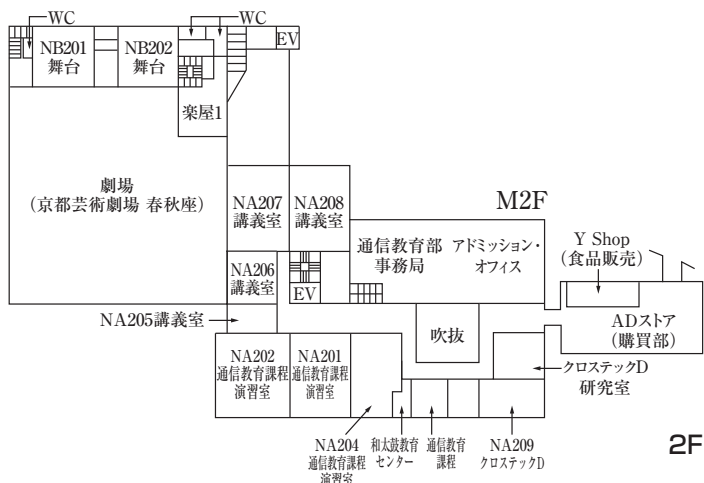 WC
WC
EV
NB201
舞台
NB202
舞台
楽屋1
劇場
(京都芸術劇場 春秋座)
NA207
講義室
NA208
講義室
M2F
通信教育部
事務局
アドミッション・
オフィス
Y Shop
(食品販売)
NA206
講義室
EV
NA205講義室
吹抜
ADストア
(購買部)
NA202
通信教育課程
演習室
NA201
通信教育課程
演習室
クロステックD
研究室
NA204
通信教育課程
演習室
和太鼓教育
センター
通信教育
課程
NA209
クロステックD
2F